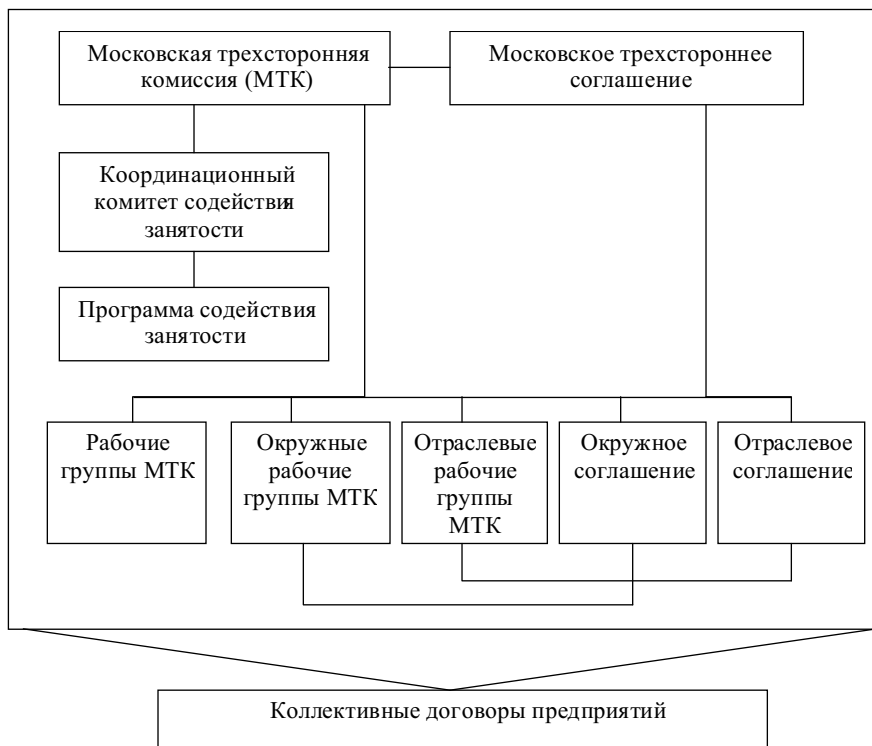 Московская трехсторонняя
комиссия (МТК)
Московское трехстороннее
соглашение
Координационный
комитет содействия
занятости
Программа содействия
занятости
Рабочие
группы МТК
Окружные
рабочие
группы МТК
Отраслевые
рабочие
группы
МТК
Окружное
соглашение
Отраслевое
соглашение
Коллективные договоры предприятий